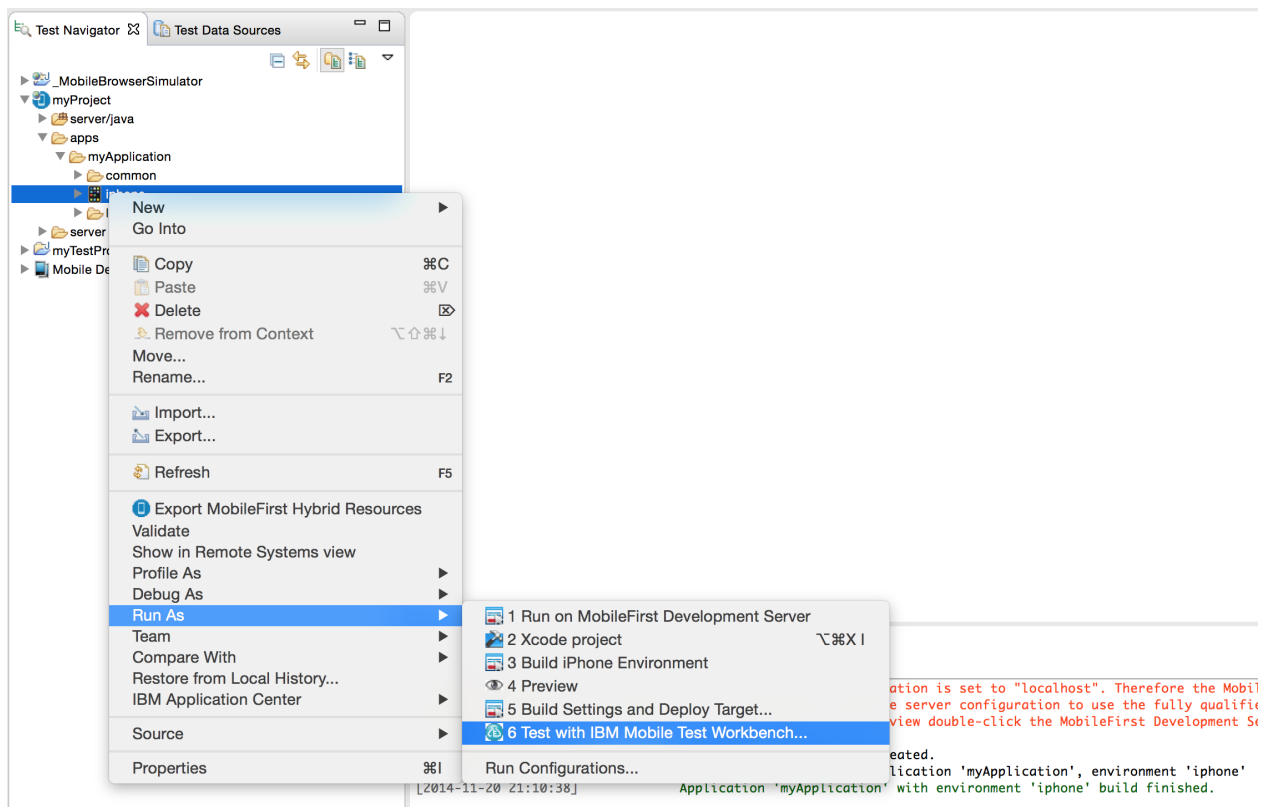 Test Navigator
Test Data Sources
_MobileBrowserSimulator
myProject
server/java
apps
myApplication
common
iphone
server
myTestPro
Mobile De
New
Go Into
Copy ⌘C
Paste ⌘V
Delete ⌦
Remove from Context ⌥⇧⌘↓
Move...
Rename... F2
Import...
Export...
Refresh F5
Export MobileFirst Hybrid Resources
Validate
Show in Remote Systems view
Profile As
Debug As
Run As
Team
Compare With
Restore from Local History...
IBM Application Center
Source
Properties ⌘I
1 Run on MobileFirst Development Server
2 Xcode project ⌥⌘X I
3 Build iPhone Environment
4 Preview
5 Build Settings and Deploy Target...
6 Test with IBM Mobile Test Workbench...
Run Configurations...
ation is set to "localhost". Therefore the Mobil
e server configuration to use the fully qualifie
view double-click the MobileFirst Development Se
eated.
lication 'myApplication', environment 'iphone'
[2014-11-20 21:10:38] Application 'myApplication' with environment 'iphone' build finished.